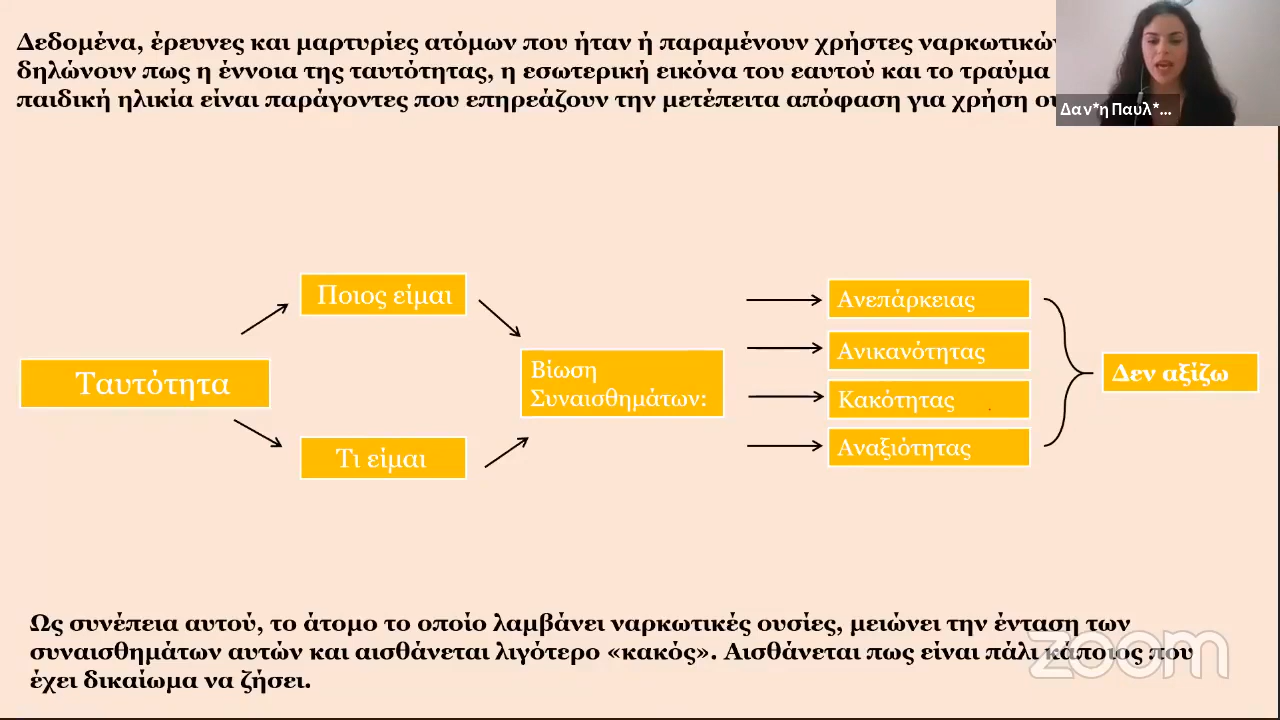 Δεδομένα, έρευνες και μαρτυρίες ατόμων που ήταν ή παραμένουν χρήστες
δηλώνουν πως η έννοια της ταυτότητας, η εσωτερική εικόνα του εαυτού και το τραύμα
παιδική ηλικία είναι παράγοντες που επηρεάζουν την μετέπειτα απόφαση για χρήση
Δαν*η Παυλ*...
Ποιος είμαι
Ταυτότητα
Τι είμαι
Βίωση
Συναισθημάτων:
Ανεπάρκειας
Ανικανότητας
Κακότητας
Αναξιότητας
Δεν αξίζω
Ως συνέπεια αυτού, το άτομο το οποίο λαμβάνει ναρκωτικές ουσίες, μειώνει την ένταση των
συναισθημάτων αυτών και αισθάνεται λιγότερο «κακός». Αισθάνεται πως είναι πάλι κάποιος που
έχει δικαίωμα να ζήσει.
zoom